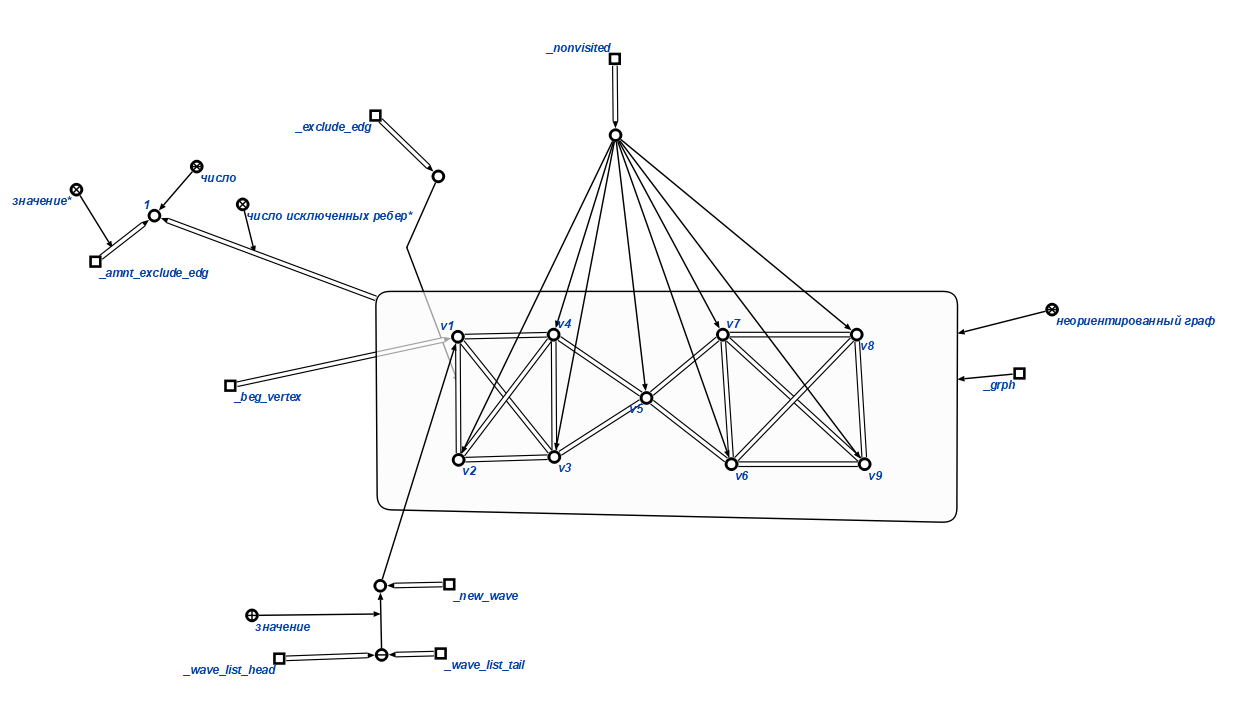 _nonvisited
_exclude_edg
число
значение*
1
число исключенных ребер*
_amnt_exclude_edg
v1
v4
v7
v8
неориентированный граф
_grph
_beg_vertex
v5
v2
v3
v6
v9
_new_wave
значение
_wave_list_head
_wave_list_tail